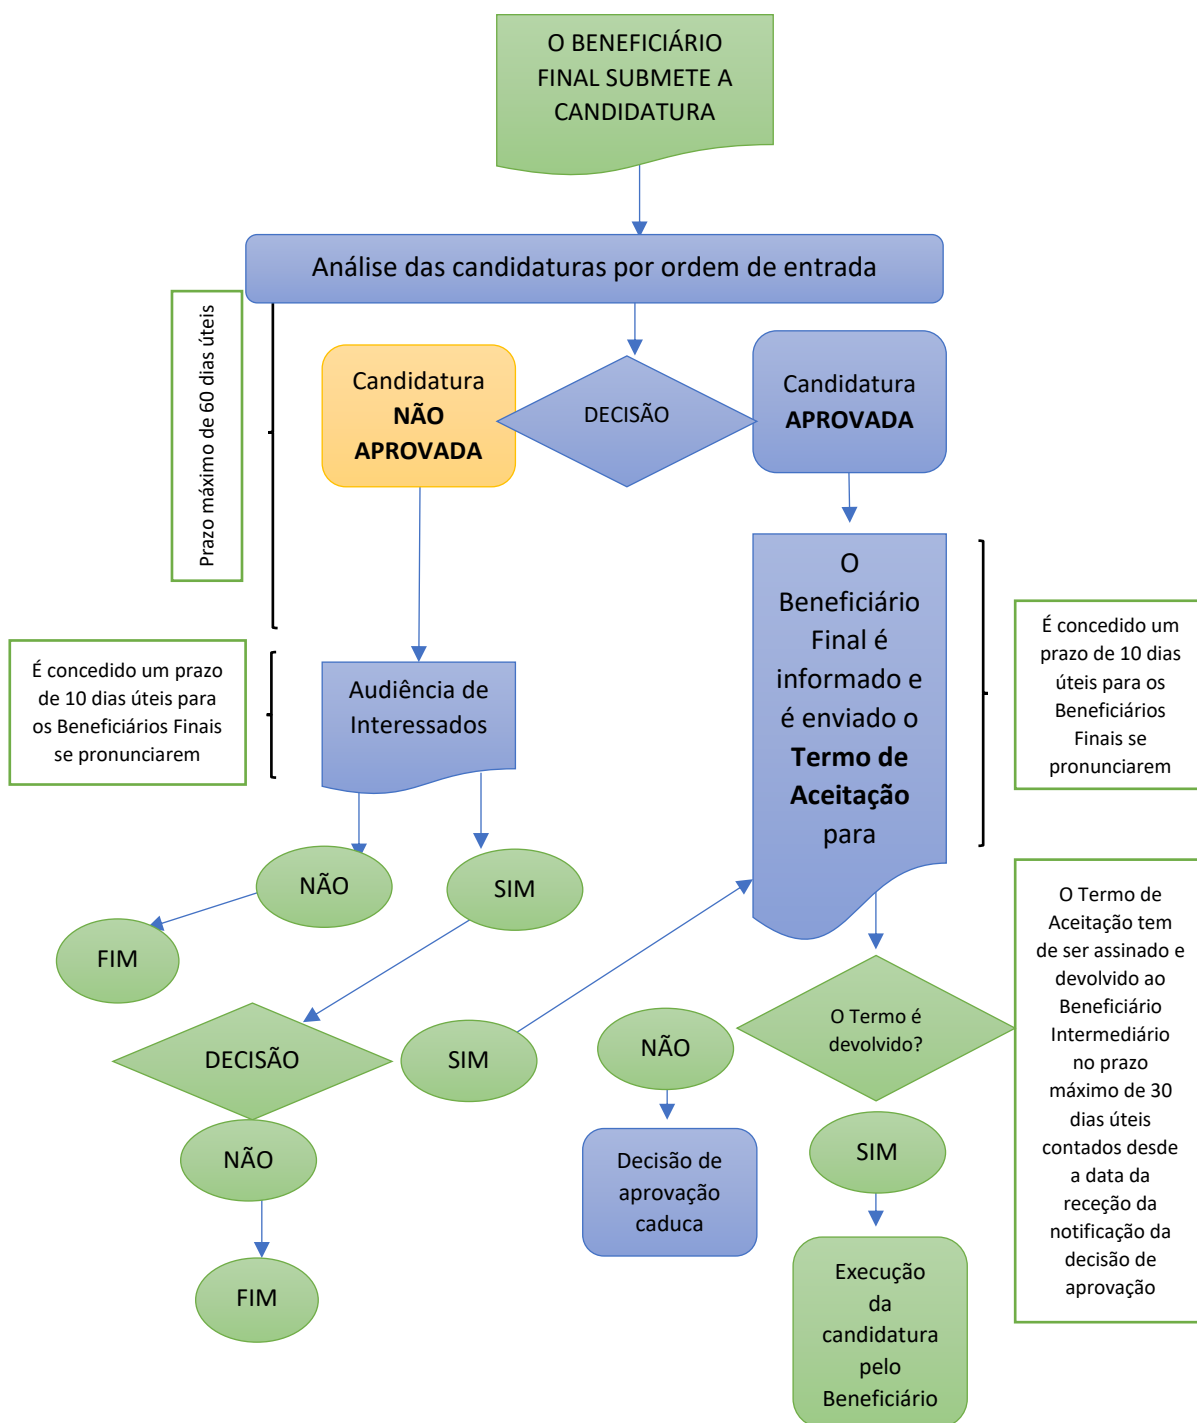 O BENEFICIÁRIO
FINAL SUBMETE A
CANDIDATURA
Análise das candidaturas por ordem de entrada
Prazo máximo de 60 dias úteis
Candidatura
NÃO
APROVADA
DECISÃO
Candidatura
APROVADA
O
Beneficiário
Final é
informado e
é enviado o
Termo de
Aceitação
para
É concedido um
prazo de 10 dias
úteis para os
Beneficiários
Finais se
pronunciarem
É concedido um prazo
de 10 dias úteis para
os Beneficiários Finais
se pronunciarem
Audiência de
Interessados
NÃO
SIM
FIM
DECISÃO
SIM
NÃO
O Termo é
devolvido?
O Termo de
Aceitação tem
de ser assinado e
devolvido ao
Beneficiário
Intermediário
no prazo
máximo de 30
dias úteis
contados desde
a data da
receção da
notificação da
decisão de
aprovação
NÃO
Decisão de
aprovação
caduca
SIM
FIM
Execução
da
candidatura
pelo
Beneficiário